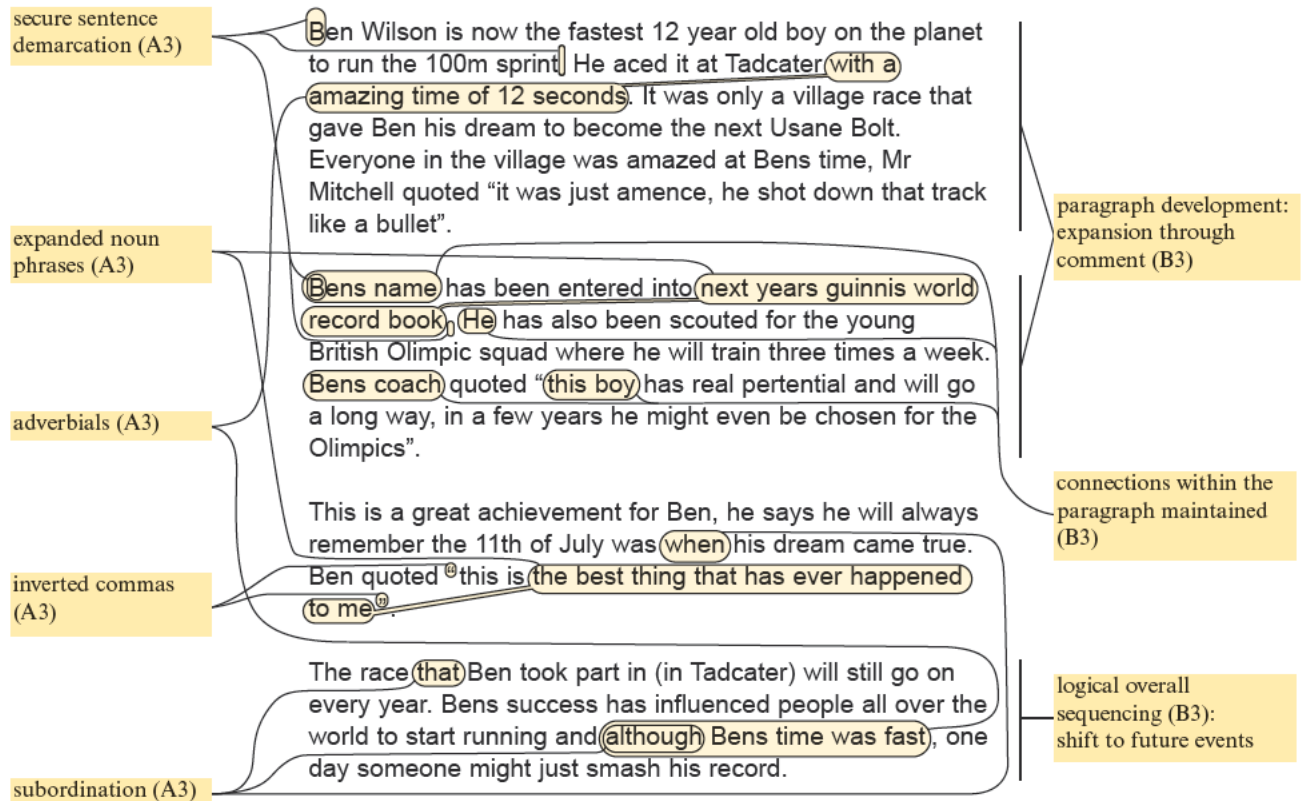 secure sentence
demarcation (A3)
expanded noun
phrases (A3)
adverbials (A3)
inverted commas
(A3)
subordination (A3)
Ben Wilson is now the fastest 12 year old boy on the planet
to run the 100m sprint. He aced it at Tadcater with a
amazing time of 12 seconds. It was only a village race that
gave Ben his dream to become the next Usane Bolt.
Everyone in the village was amazed at Bens time, Mr
Mitchell quoted “it was just amence, he shot down that track
like a bullet”.
Bens name has been entered into next years guinnis world
record book. He has also been scouted for the young
British Olimpic squad where he will train three times a week.
Bens coach quoted “this boy has real pertential and will go
a long way, in a few years he might even be chosen for the
Olimpics”.
This is a great achievement for Ben, he says he will always
remember the 11th of July was when his dream came true.
Ben quoted “this is the best thing that has ever happened
to me”.
The race that Ben took part in (in Tadcater) will still go on
every year. Bens success has influenced people all over the
world to start running and although Bens time was fast, one
day someone might just smash his record.
paragraph development:
expansion through
comment (B3)
connections within the
paragraph maintained
(B3)
logical overall
sequencing (B3):
shift to future events